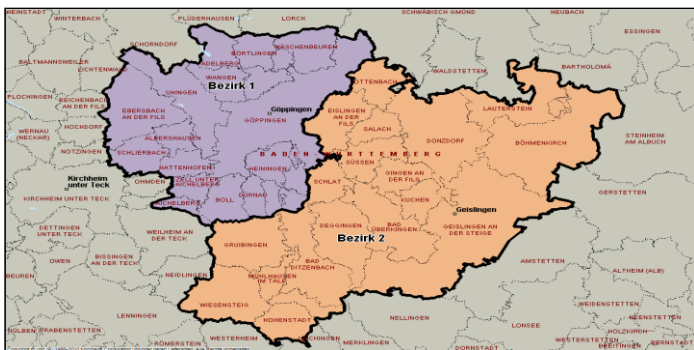 WEINSTADT
WINTERBACH
PLÜDERHAUSEN
LORCH
SCHWÄBISCH GMÜND
HEUBACH
ESSINGEN
SCHORNDORF
BÖRTLINGEN
WÄSCHENBEUREN
BALTMANNSWEILER
LICHTENWALD
ADELBERG
BARTHOLOMÄ
WALDSTETTEN
OTTENBACH
WANGEN
Bezirk 1
PLOCHINGEN
REICHENBACH
AN DER FILS
UHINGEN
EBERSBACH
AN DER FILS
Göppingen
GÖPPINGEN
EISLINGEN
AN DER
FILS
LAUTERSTEIN
WERNAU
(NECKAR)
HOCHDORF
ALBERSHAUSEN
SALACH
DONZDORF
BÖHMENKIRCH
STEINHEIM
AM ALBUCH
NOTZINGEN
SCHLIERBACH
BADEN-WÜRTTEMBERG
HATTENHOFEN
HEININGEN
SÜSSEN
Kirchheim
unter Teck
OHMDEN
ZELL UNTER
AICHELBERG
SCHLAT
GINGEN AN
DER FILS
KIRCHHEIM UNTER TECK
AICHELBERG
BOLL
DÜRNAU
KUCHEN
Geislingen
GERSTETTEN
DETTINGEN
UNTER TECK
WEILHEIM AN
DER TECK
DEGGINGEN
BAD
ÜBERKINGEN
GEISLINGEN AN
DER STEIGE
Bezirk 2
GRUIBINGEN
OWEN
BISSINGEN
AN DER TECK
BAD
DITZENBACH
AMSTETTEN
BEUREN
NEIDLINGEN
MÜHLHAUSEN
IM TÄLE
ALTHEIM (ALB)
WIESENSTEIG
HOHENSTADT
WEIDENSTETTEN
LENNINGEN
NELLINGEN
LONSEE
HOLZKIRCH
RÖMERSTEIN
WESTERHEIM
MERKLINGEN
DORNSTADT
WESTERSTETTEN
BREITINGEN
BERNSTADT